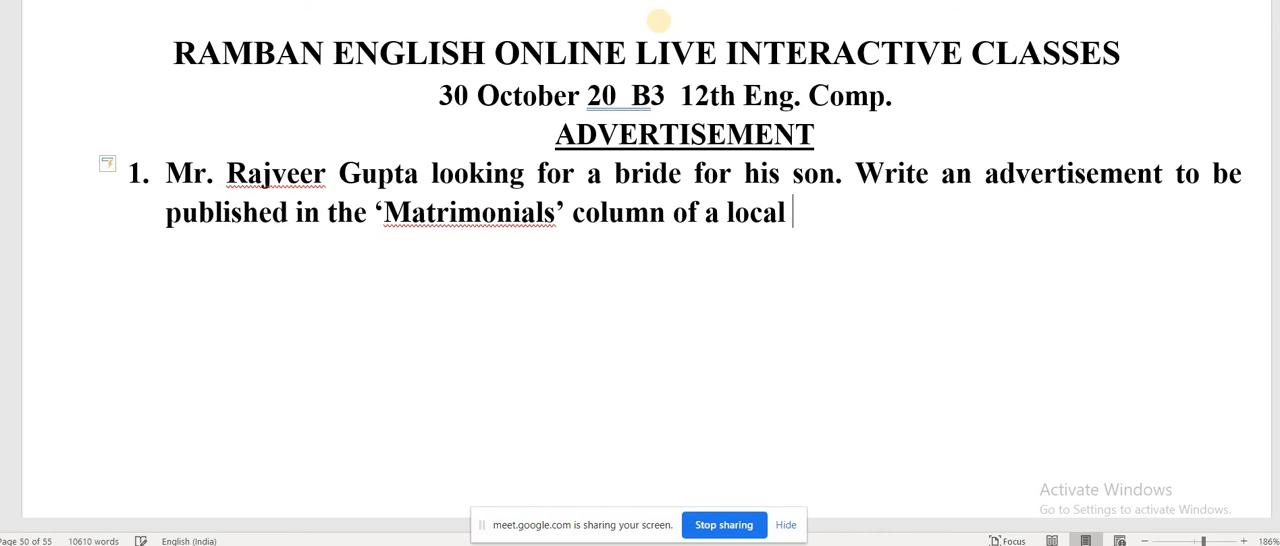 RAMBAN ENGLISH ONLINE LIVE INTERACTIVE CLASSES
30 October 20 B3 12th Eng. Comp.
ADVERTISEMENT
1. Mr. Rajveer Gupta looking for a bride for his son. Write an advertisement to be
published in the ‘Matrimonials’ column of a local
Activate Windows
Go to Settings to activate Windows.
meet.google.com is sharing your screen. Stop sharing Hide
Page 50 of 55 10610 words English (India) Focus 186%